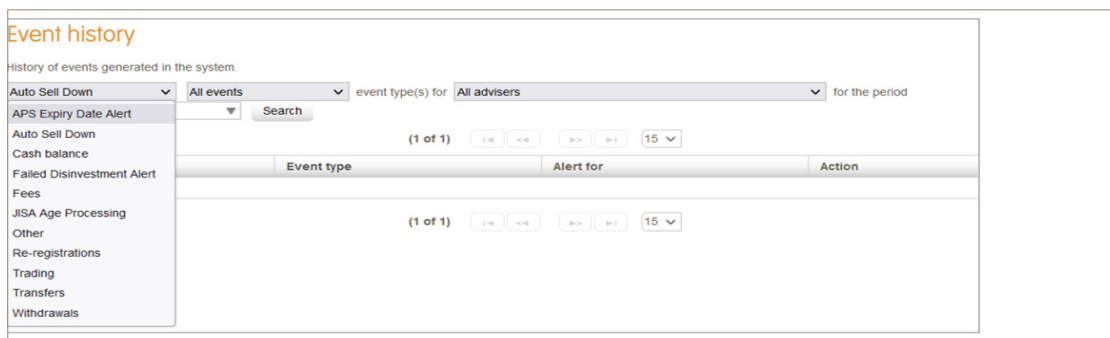 Event history
History of events generated in the system.
Auto Sell Down All events event type(s) for All advisers for the period
APS Expiry Date Alert Search
Auto Sell Down (1 of 1) 15
Cash balance
Failed Disinvestment Alert Event type Alert for Action
Fees
JISA Age Processing (1 of 1) 15
Other
Re-registrations
Trading
Transfers
Withdrawals